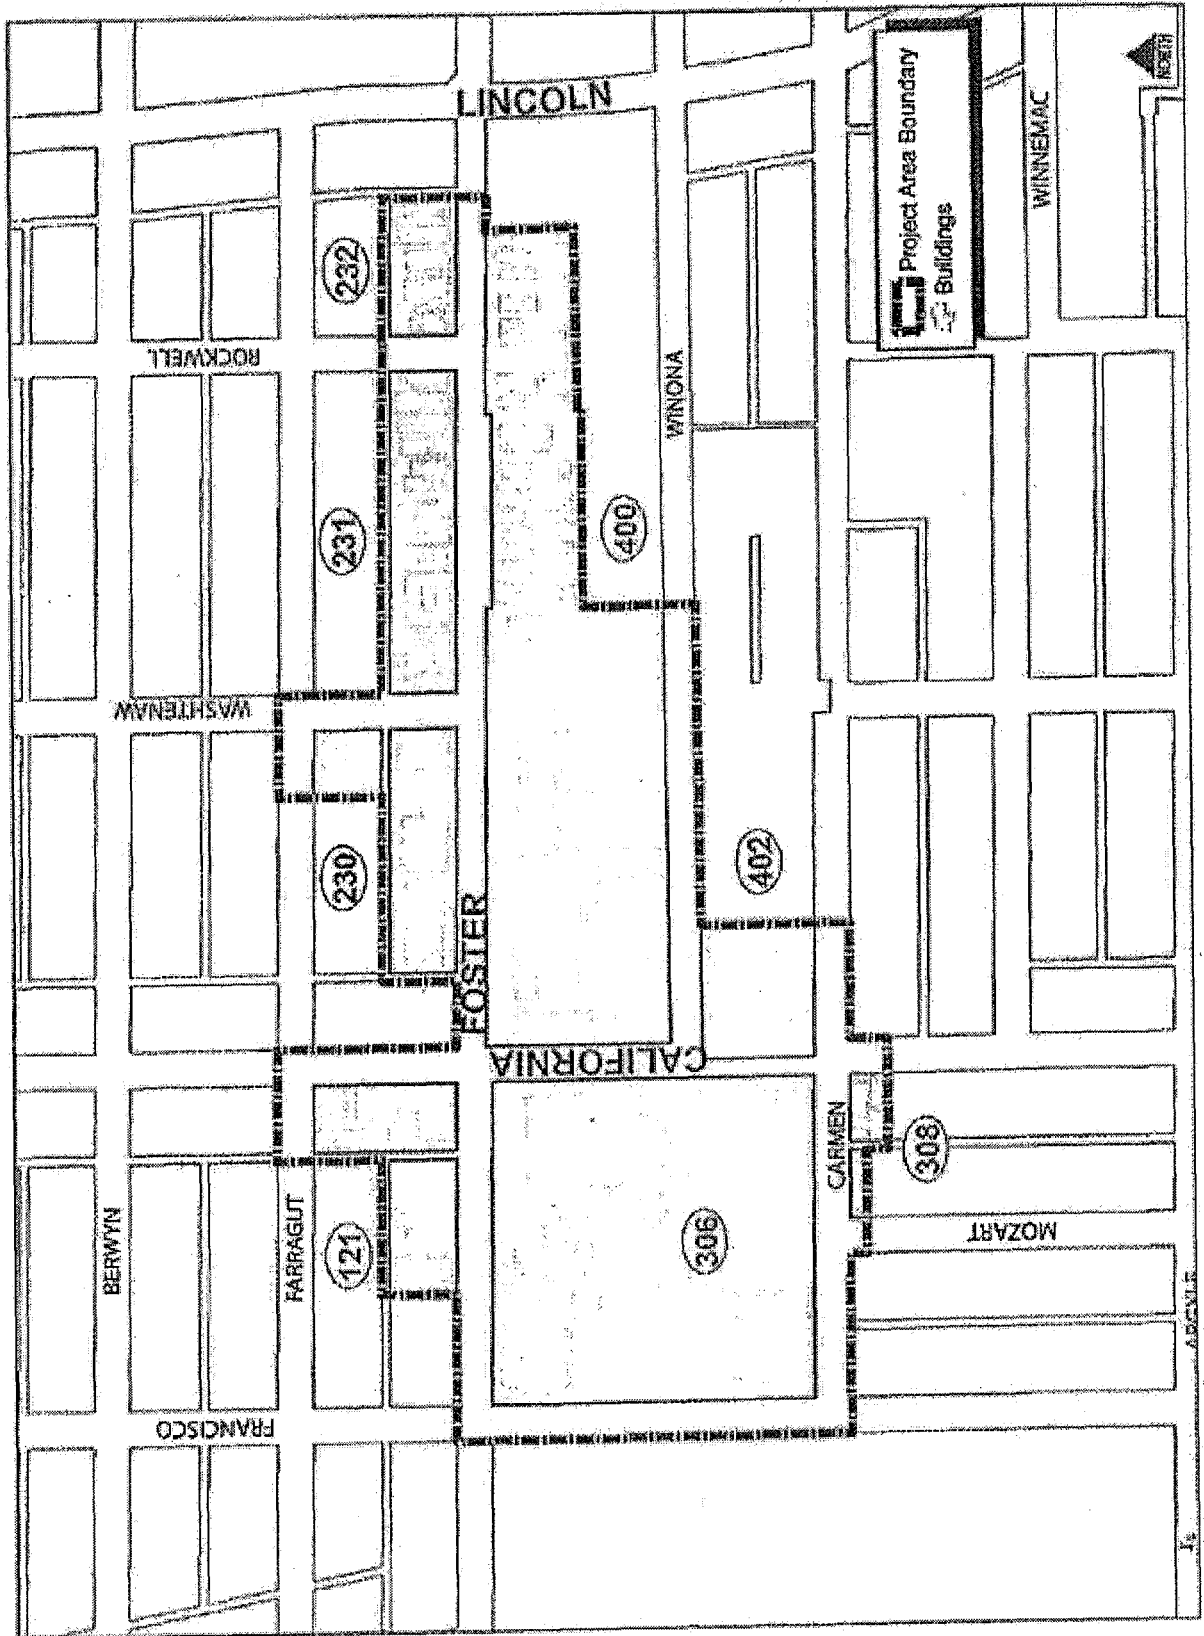 LINCOLN
Project Area Boundary
Buildings
NORTH
WINNEMAC
232
ROCKWELL
WINONA
231
400
WASHTENAW
230
402
FOSTER
CALIFORNIA
CARMEN
308
BERWYN
FARRAGUT
121
306
MOZART
FRANCISCO
ARGYLE